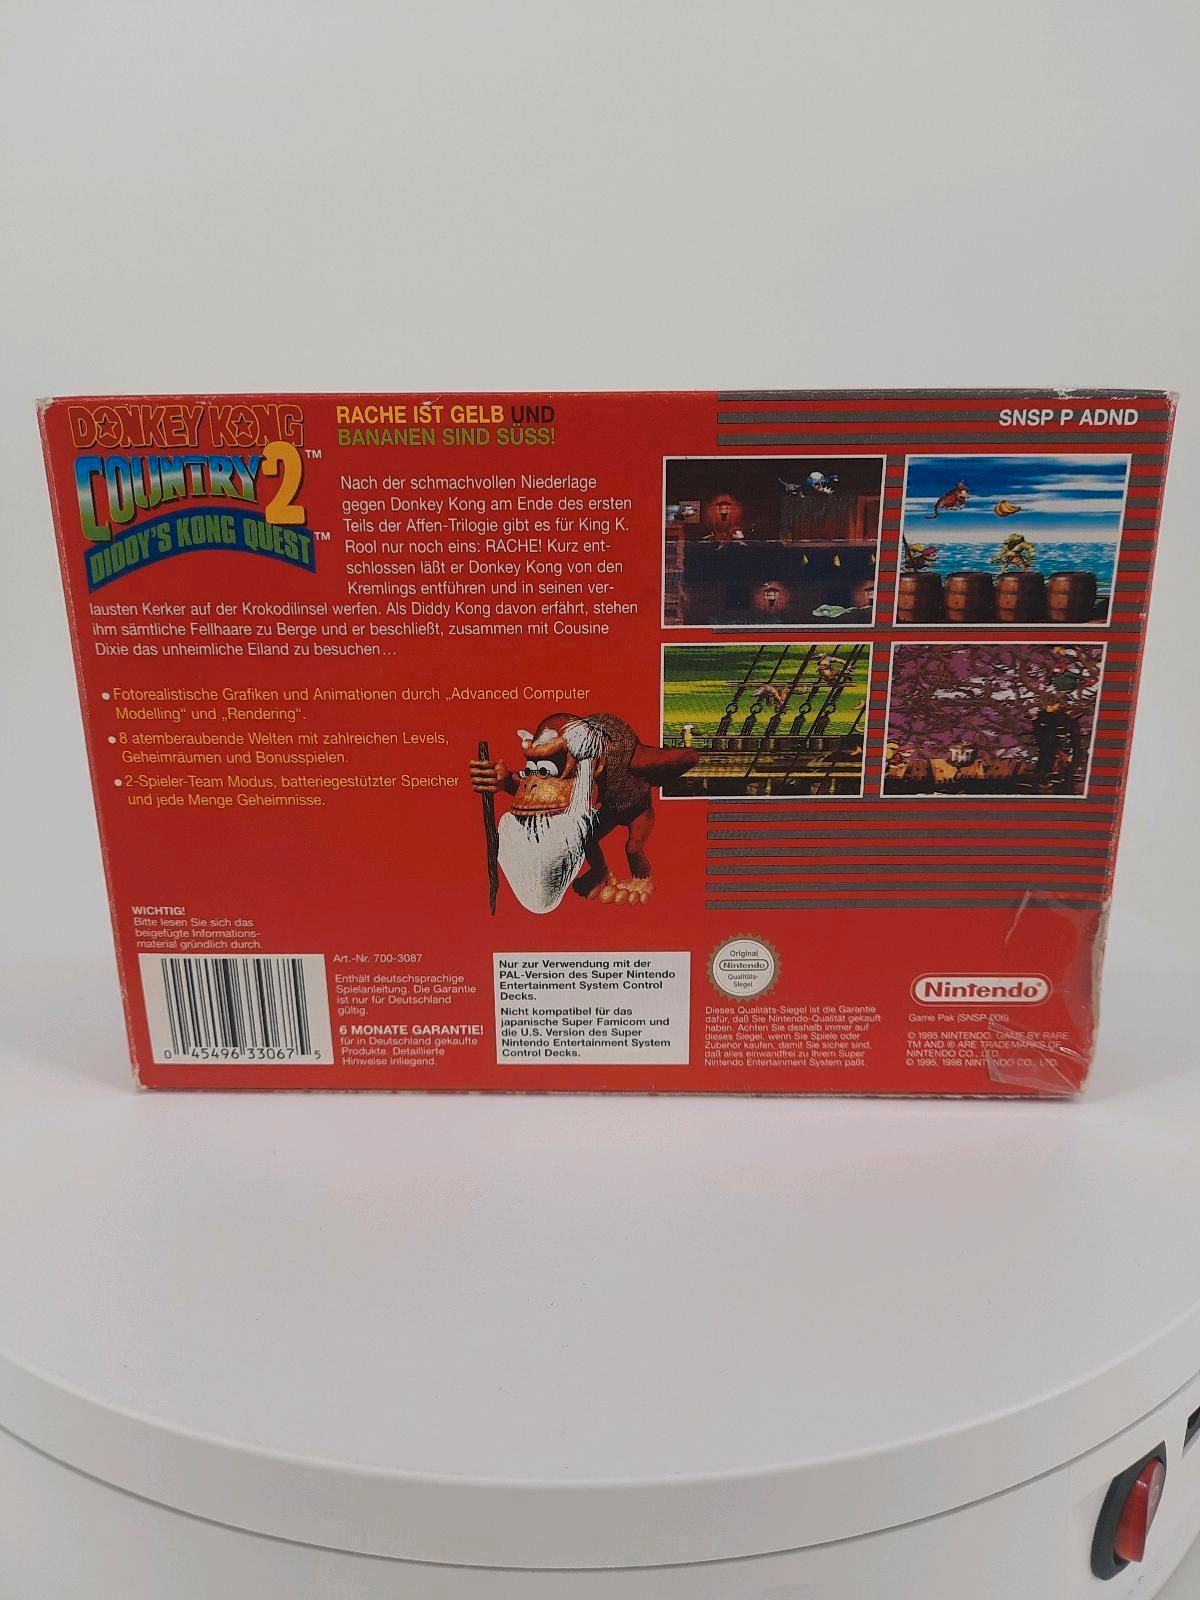 DONKEY KONG
COUNTRY 2 ™
DIDDY'S KONG QUEST ™
RACHE IST GELB UND
BANANEN SIND SÜSS!
SNSP P ADND
Nach der schmachvollen Niederlage
gegen Donkey Kong am Ende des ersten
Teils der Affen-Trilogie gibt es für King K.
Rool nur noch eins: RACHE! Kurz ent-
schlossen läßt er Donkey Kong von den
Kremlings entführen und in seinen ver-
lausten Kerker auf der Krokodilinsel werfen. Als Diddy Kong davon erfährt, stehen
ihm sämtliche Fellhaare zu Berge und er beschließt, zusammen mit Cousine
Dixie das unheimliche Eiland zu besuchen...
● Fotorealistische Grafiken und Animationen durch „Advanced Computer
Modelling“ und „Rendering“.
● 8 atemberaubende Welten mit zahlreichen Levels,
Geheimräumen und Bonusspielen.
● 2-Spieler-Team Modus, batteriegestützter Speicher
und jede Menge Geheimnisse.
TNT
WICHTIG!
Bitte lesen Sie sich das
beigefügte Informations-
material gründlich durch.
0 45496 33067 5
Art.-Nr. 700-3087
Enthält deutschsprachige
Spielanleitung. Die Garantie
ist nur für Deutschland
gültig.
6 MONATE GARANTIE!
für in Deutschland gekaufte
Produkte. Detaillierte
Hinweise inliegend.
Nur zur Verwendung mit der
PAL-Version des Super Nintendo
Entertainment System Control
Decks.
Nicht kompatibel für das
japanische Super Famicom und
die U.S. Version des Super
Nintendo Entertainment System
Control Decks.
Original
Nintendo
Qualitäts-
Siegel
Dieses Qualitäts-Siegel ist die Garantie
dafür, daß Sie Nintendo-Qualität gekauft
haben. Achten Sie deshalb immer auf
dieses Siegel, wenn Sie Spiele oder
Zubehör kaufen, damit Sie sicher sind,
daß alles einwandfrei zu Ihrem Super
Nintendo Entertainment System paßt.
Nintendo®
Game Pak (SNSP-006)
© 1995 NINTENDO. GAME BY RARE
TM AND ® ARE TRADEMARKS OF
NINTENDO CO., LTD.
© 1995, 1998 NINTENDO CO., LTD.